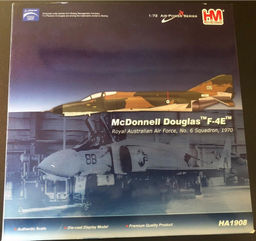 1:72 Air Power Series
HM
McDonnell Douglas™ F-4E™
Royal Australian Air Force, No. 6 Squadron, 1970
Authentic Scale
Die-cast Display Model
Premium Quality Product
HA1908